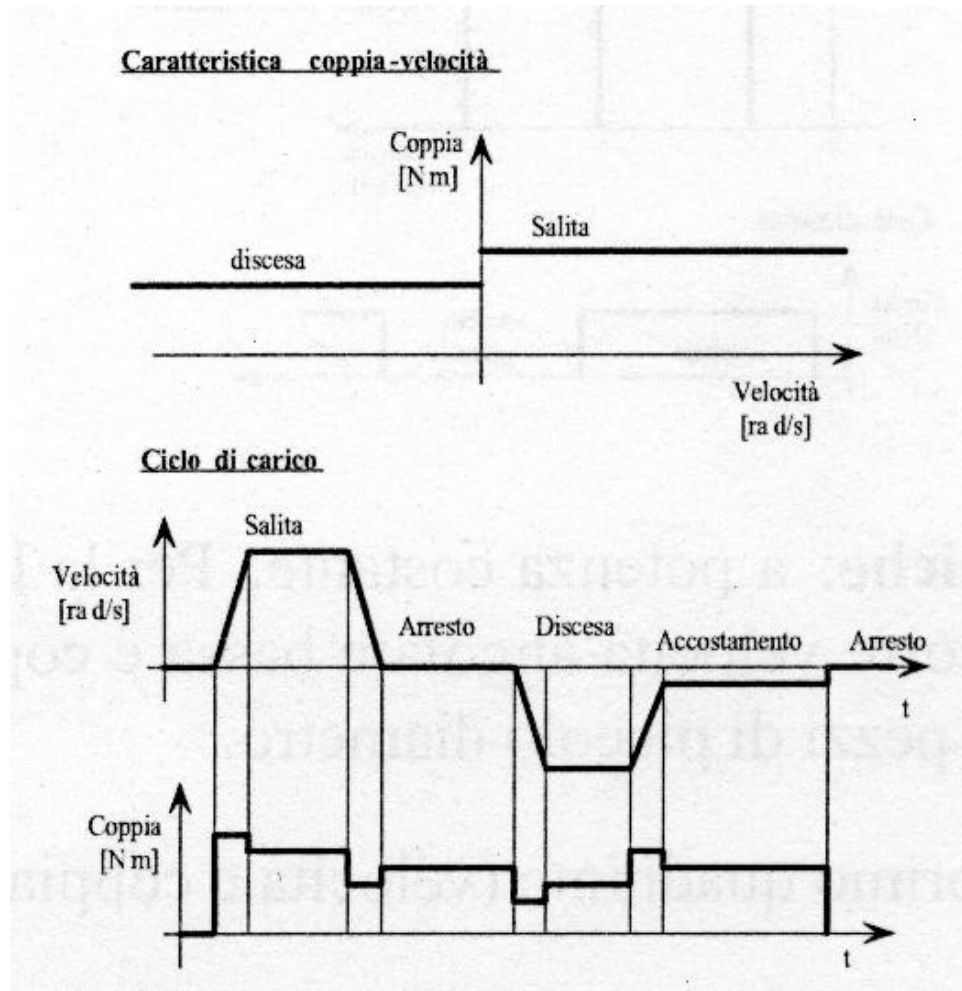 Caratteristica coppia-velocità
Coppia
[N m]
Salita
discesa
Velocità
[ra d/s]
Ciclo di carico
Salita
Velocità
[ra d/s]
Arresto
Discesa
Accostamento
Arresto
t
Coppia
[N m]
t